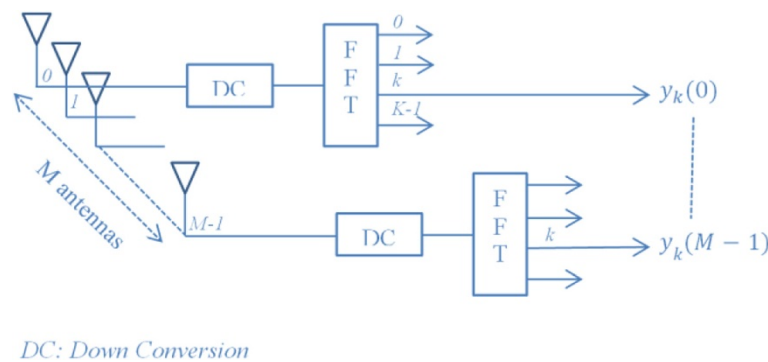 0
1
M antennas
M-1
DC
F
F
T
0
1
k
K-1
y_k(0)
DC
F
F
T
k
y_k(M − 1)
DC: Down Conversion